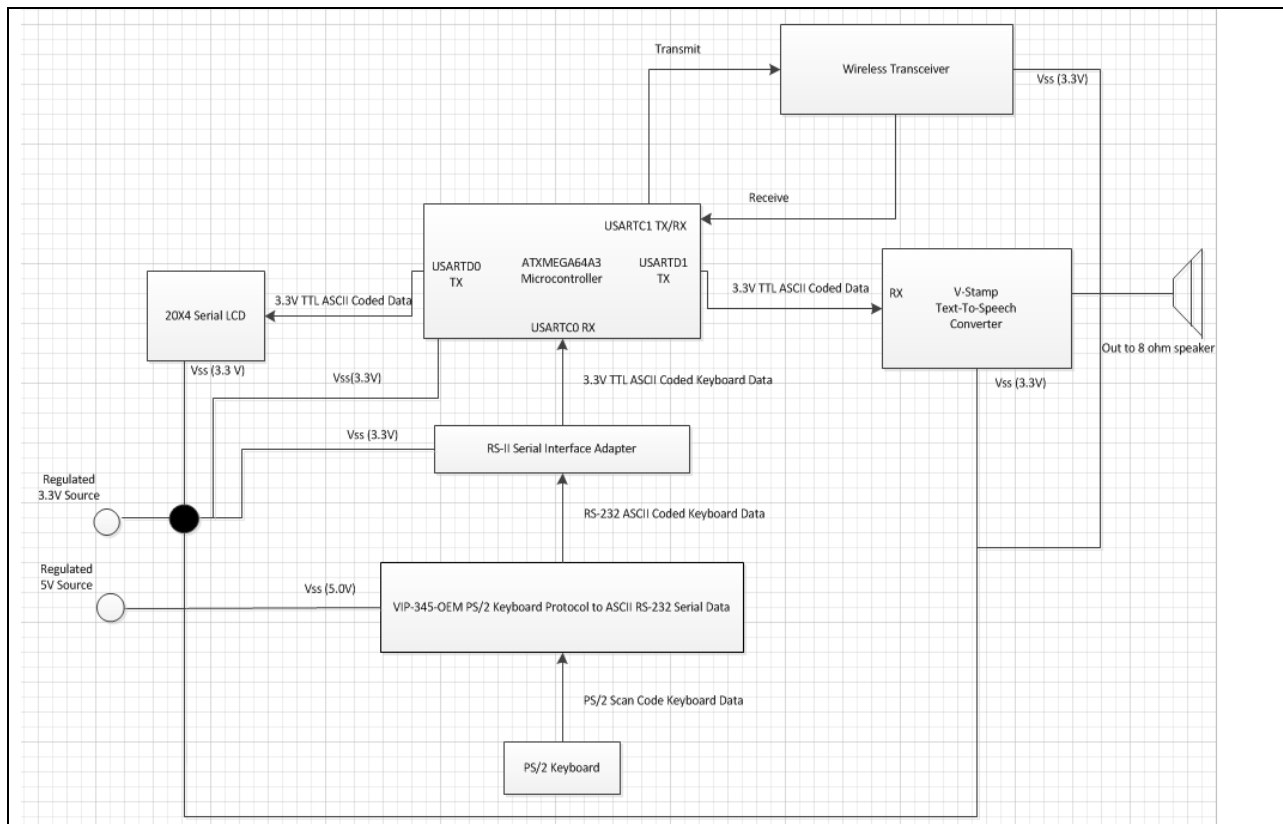 Transmit
Wireless Transceiver
Vss (3.3V)
Receive
USARTC1 TX/RX
USARTD0
TX
ATXMEGA64A3
Microcontroller
USARTD1
TX
USARTC0 RX
20X4 Serial LCD
3.3V TTL ASCII Coded Data
3.3V TTL ASCII Coded Data
RX
V-Stamp
Text-To-Speech
Converter
Out to 8 ohm speaker
Vss (3.3 V)
Vss(3.3V)
3.3V TTL ASCII Coded Keyboard Data
Vss (3.3V)
Vss (3.3V)
RS-II Serial Interface Adapter
Regulated
3.3V Source
RS-232 ASCII Coded Keyboard Data
Regulated
5V Source
Vss (5.0V)
VIP-345-OEM PS/2 Keyboard Protocol to ASCII RS-232 Serial Data
PS/2 Scan Code Keyboard Data
PS/2 Keyboard